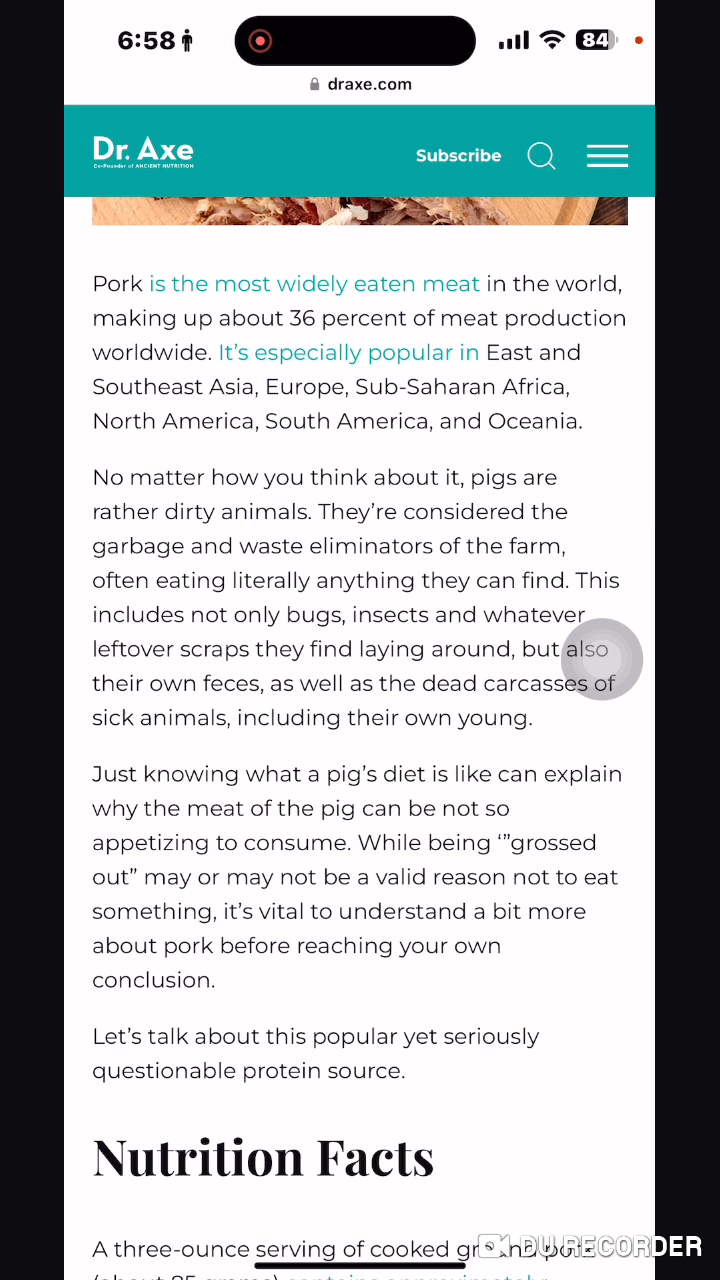 6:58
84
draxe.com
Dr. Axe
Co-Founder of ANCIENT NUTRITION
Subscribe
Pork is the most widely eaten meat in the world,
making up about 36 percent of meat production
worldwide. It’s especially popular in East and
Southeast Asia, Europe, Sub-Saharan Africa,
North America, South America, and Oceania.
No matter how you think about it, pigs are
rather dirty animals. They’re considered the
garbage and waste eliminators of the farm,
often eating literally anything they can find. This
includes not only bugs, insects and whatever
leftover scraps they find laying around, but also
their own feces, as well as the dead carcasses of
sick animals, including their own young.
Just knowing what a pig’s diet is like can explain
why the meat of the pig can be not so
appetizing to consume. While being ‘”grossed
out” may or may not be a valid reason not to eat
something, it’s vital to understand a bit more
about pork before reaching your own
conclusion.
Let’s talk about this popular yet seriously
questionable protein source.
Nutrition Facts
A three-ounce serving of cooked ground pork
DU RECORDER
(about 85 grams) contains approximately